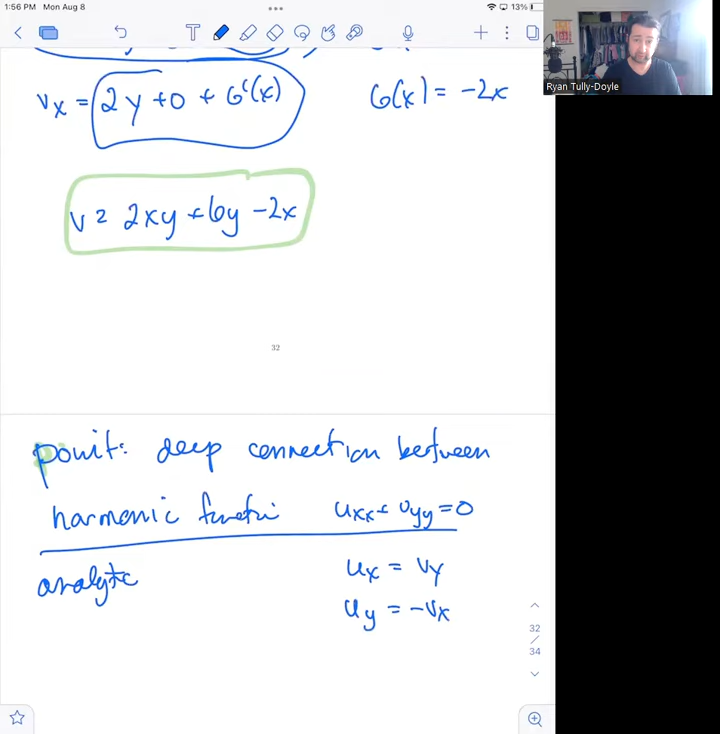 1:56 PM Mon Aug 8
13%
T
Ryan Tully-Doyle
vx = 2y + 0 + G'(x)
G(x) = -2x
v = 2xy + 6y - 2x
32
point: deep connection between
harmonic functi uxx + uyy = 0
analytic ux = vy
uy = -vx
32
34